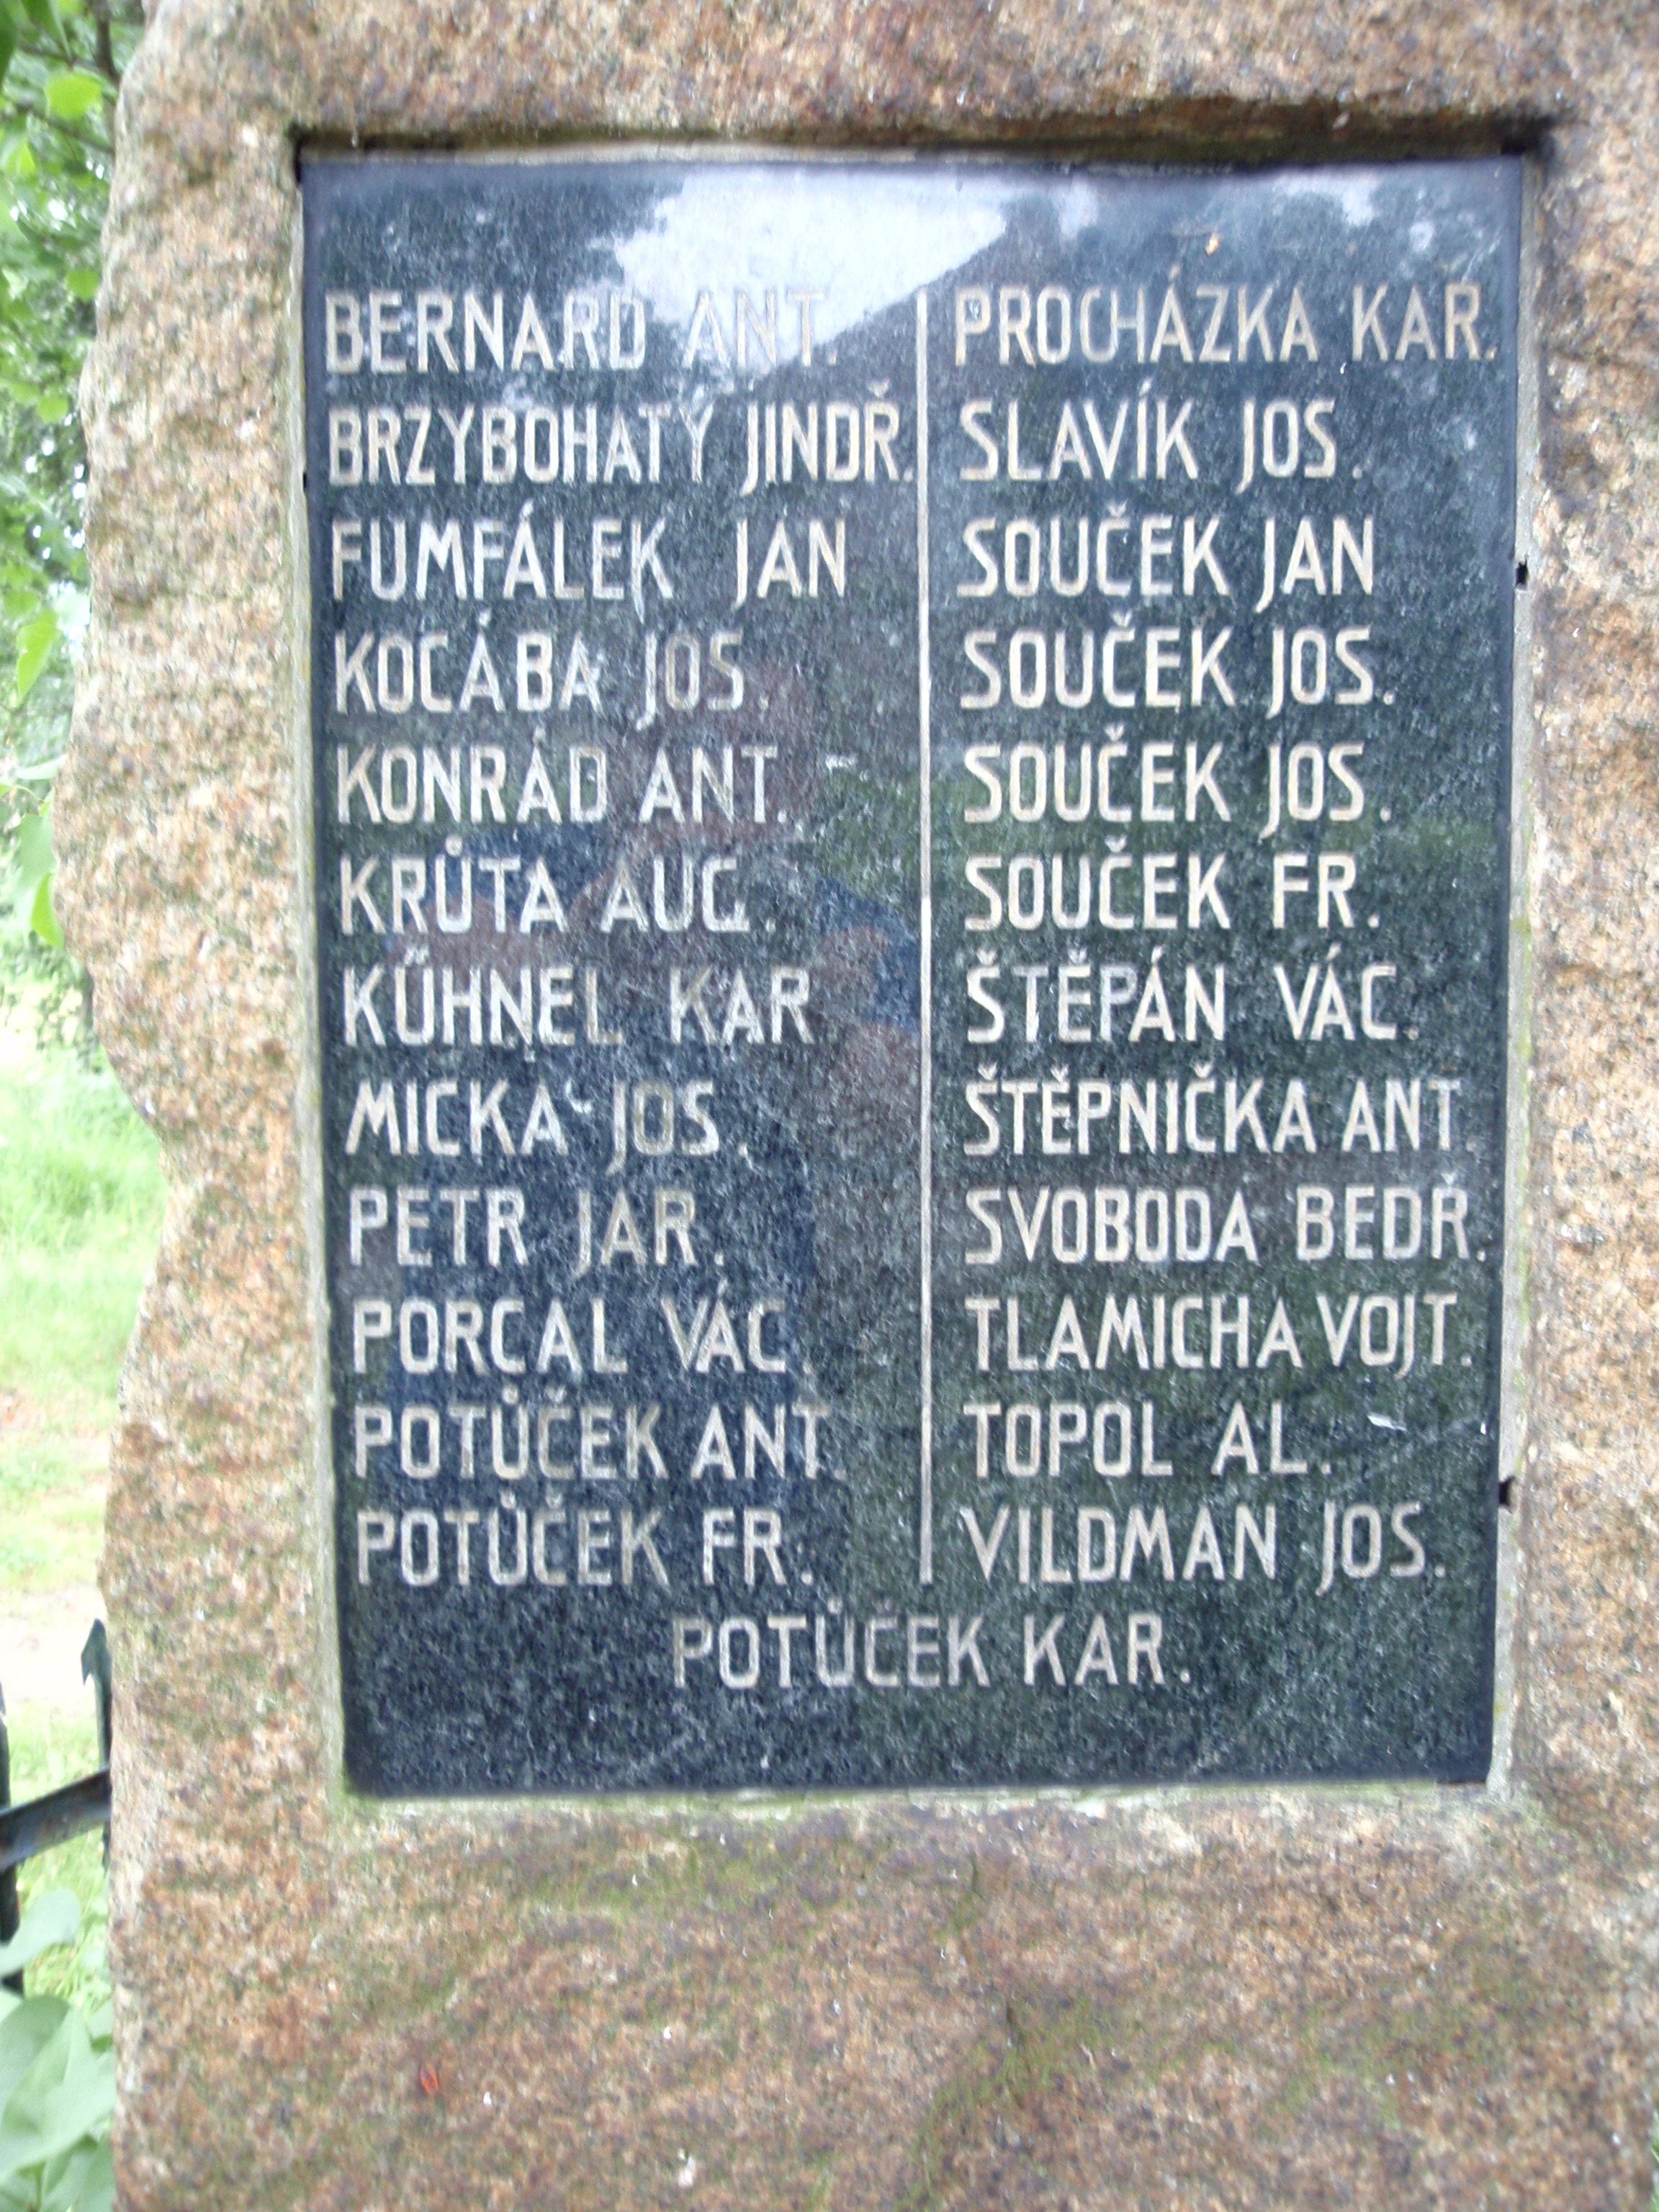 BERNARD ANT.
BRZYBOHATÝ JINDŘ.
FUMFÁLEK JAN
KOCÁBA JOS.
KONRÁD ANT.
KRŮTA AUG.
KŰHNEL KAR
MICKA JOS.
PETR JAR.
PORCAL VÁC.
POTŮČEK ANT.
POTŮČEK FR.
PROCHÁZKA KAR.
SLAVÍK JOS.
SOUČEK JAN
SOUČEK JOS.
SOUČEK JOS.
SOUČEK FR.
ŠTĚPÁN VÁC.
ŠTĚPNIČKA ANT.
SVOBODA BEDŘ.
TLAMICHA VOJT.
TOPOL AL.
VILDMAN JOS.
POTŮČEK KAR.